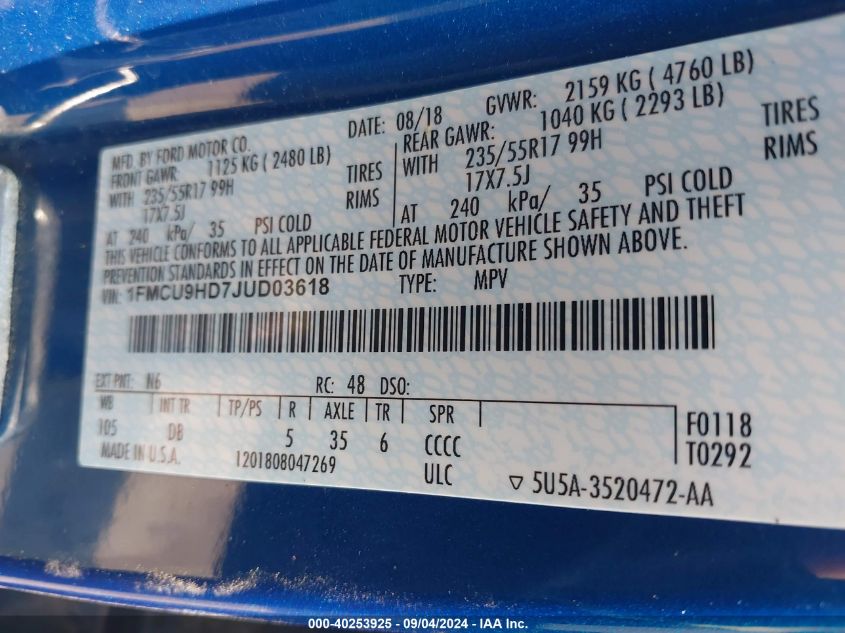 MFD. BY FORD MOTOR CO.
DATE: 08/18 GVWR: 2159 KG ( 4760 LB)
FRONT GAWR: 1125 KG ( 2480 LB)
REAR GAWR: 1040 KG ( 2293 LB)
WITH 235/55R17 99H TIRES
WITH 235/55R17 99H TIRES
17X7.5J RIMS
17X7.5J RIMS
AT 240 kPa/ 35 PSI COLD
AT 240 kPa/ 35 PSI COLD
THIS VEHICLE CONFORMS TO ALL APPLICABLE FEDERAL MOTOR VEHICLE SAFETY AND THEFT
PREVENTION STANDARDS IN EFFECT ON THE DATE OF MANUFACTURE SHOWN ABOVE.
VIN: 1FMCU9HD7JUD03618 TYPE: MPV
EXT PNT: N6 RC: 48 DSO:
WB INT TR TP/PS R AXLE TR SPR
105 DB 5 35 6 CCCC
F0118
T0292
MADE IN U.S.A. 1201808047269 ULC
▽ 5U5A-3520472-AA
000-40253925 - 09/04/2024 - IAA Inc.